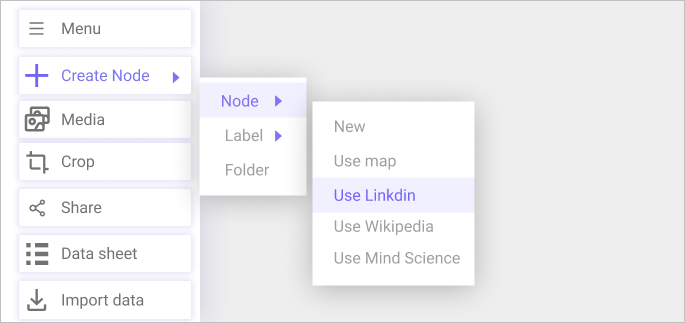 Menu
Create Node
Media
Crop
Share
Data sheet
Import data
Node
Label
Folder
New
Use map
Use Linkdin
Use Wikipedia
Use Mind Science